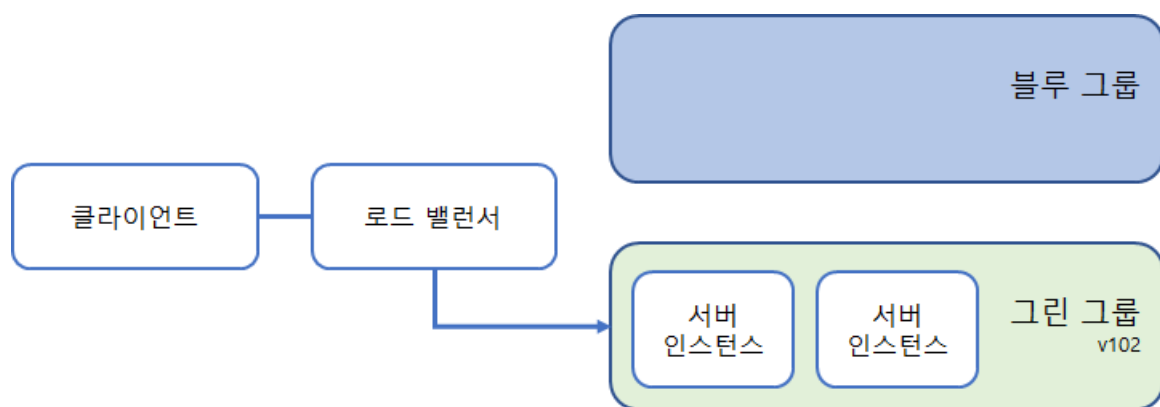 블루 그룹
클라이언트
로드 밸런서
서버
인스턴스
서버
인스턴스
그린 그룹
v102